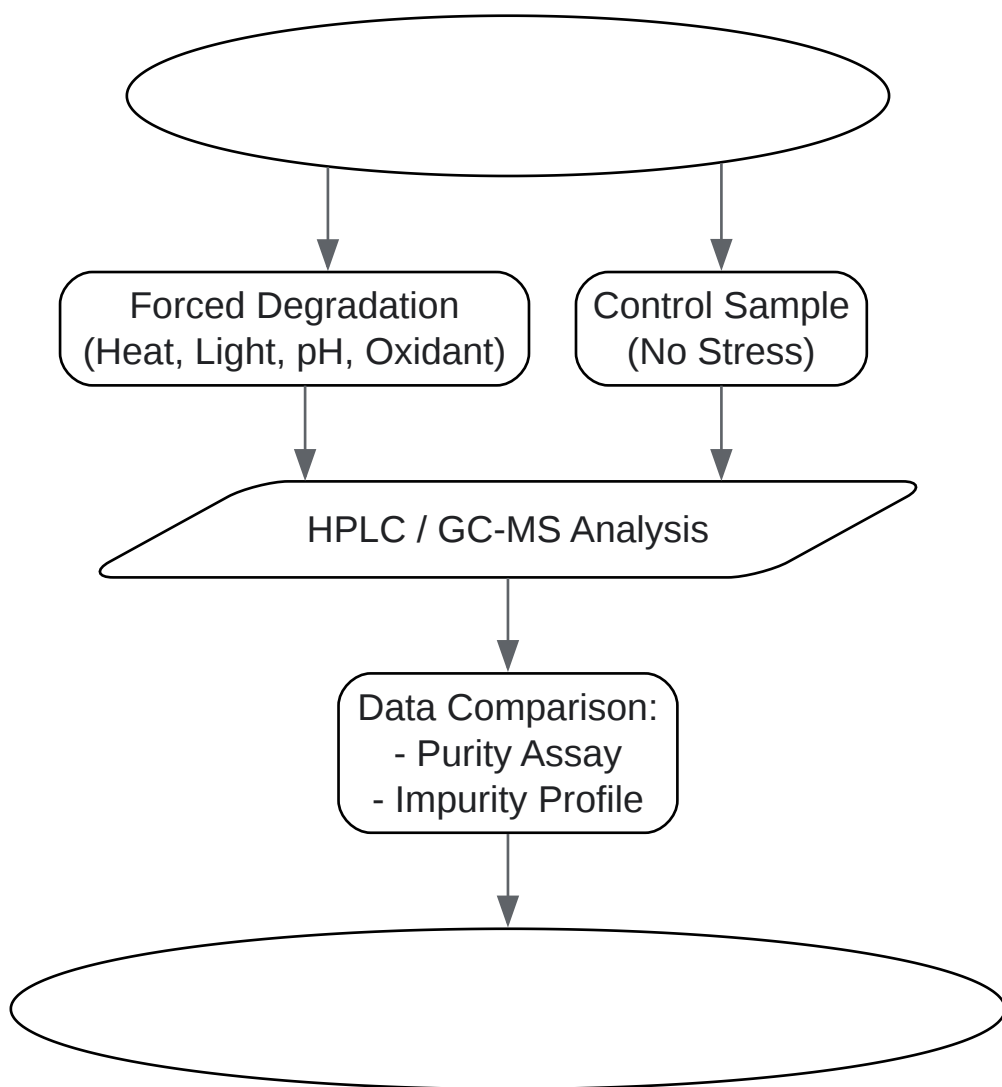 Forced Degradation
(Heat, Light, pH, Oxidant)
Control Sample
(No Stress)
HPLC / GC-MS Analysis
Data Comparison:
- Purity Assay
- Impurity Profile